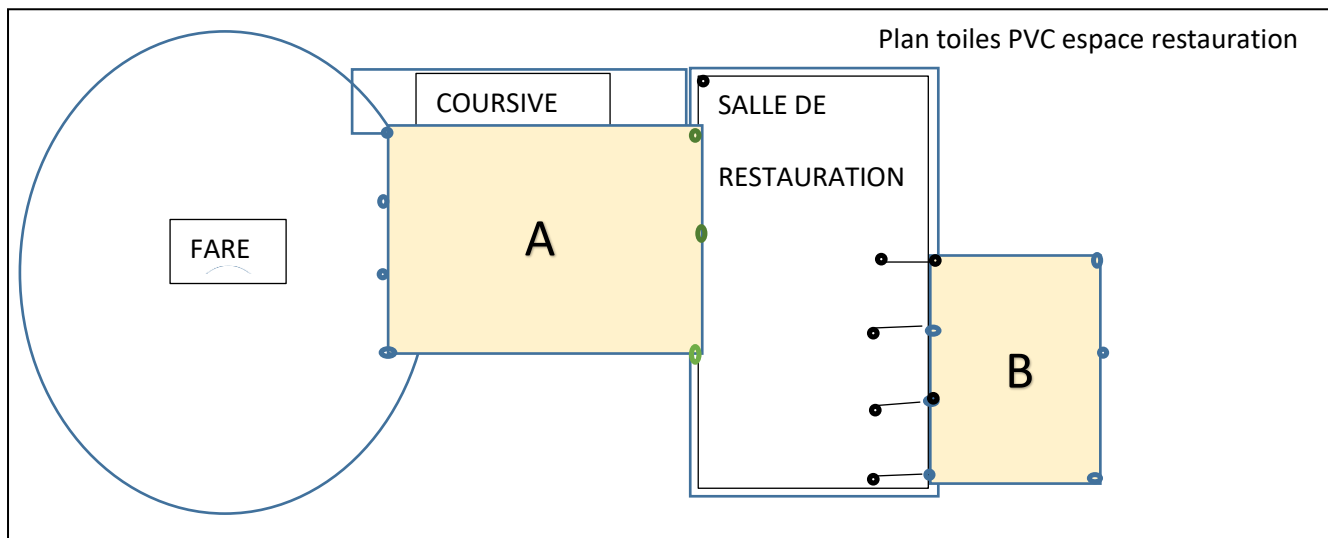 Plan toiles PVC espace restauration
COURSIVE
SALLE DE
RESTAURATION
FARE
A
B